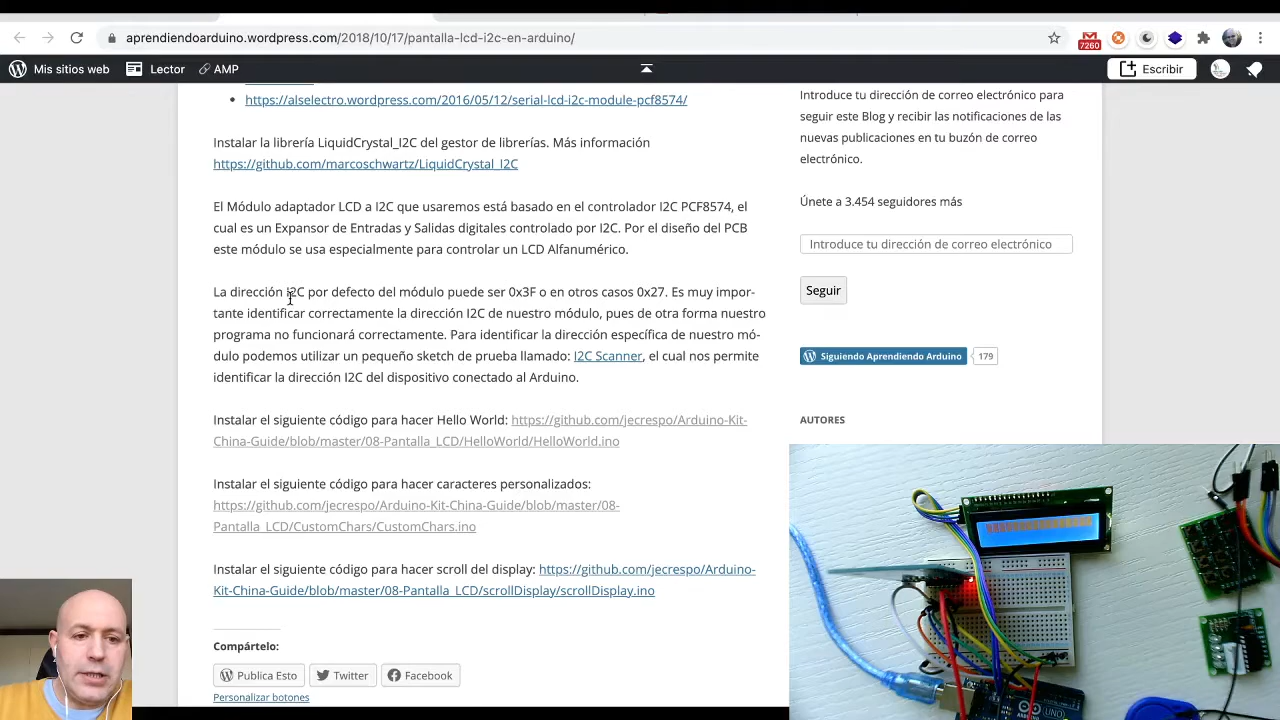 aprendiendoarduino.wordpress.com/2018/10/17/pantalla-lcd-i2c-en-arduino/
7260
Mis sitios web
Lector
AMP
Escribir
https://alselectro.wordpress.com/2016/05/12/serial-lcd-i2c-module-pcf8574/
Instalar la librería LiquidCrystal_I2C del gestor de librerías. Más información
https://github.com/marcoschwartz/LiquidCrystal_I2C
El Módulo adaptador LCD a I2C que usaremos está basado en el controlador I2C PCF8574, el
cual es un Expansor de Entradas y Salidas digitales controlado por I2C. Por el diseño del PCB
este módulo se usa especialmente para controlar un LCD Alfanumérico.
La dirección I2C por defecto del módulo puede ser 0x3F o en otros casos 0x27. Es muy impor-
tante identificar correctamente la dirección I2C de nuestro módulo, pues de otra forma nuestro
programa no funcionará correctamente. Para identificar la dirección específica de nuestro mó-
dulo podemos utilizar un pequeño sketch de prueba llamado: I2C Scanner, el cual nos permite
identificar la dirección I2C del dispositivo conectado al Arduino.
Instalar el siguiente código para hacer Hello World: https://github.com/jecrespo/Arduino-Kit-
China-Guide/blob/master/08-Pantalla_LCD/HelloWorld/HelloWorld.ino
Instalar el siguiente código para hacer caracteres personalizados:
https://github.com/jecrespo/Arduino-Kit-China-Guide/blob/master/08-
Pantalla_LCD/CustomChars/CustomChars.ino
Instalar el siguiente código para hacer scroll del display: https://github.com/jecrespo/Arduino-
Kit-China-Guide/blob/master/08-Pantalla_LCD/scrollDisplay/scrollDisplay.ino
Compártelo:
Publica Esto
Twitter
Facebook
Personalizar botones
Introduce tu dirección de correo electrónico para
seguir este Blog y recibir las notificaciones de las
nuevas publicaciones en tu buzón de correo
electrónico.
Únete a 3.454 seguidores más
Introduce tu dirección de correo electrónico
Seguir
Siguiendo Aprendiendo Arduino
179
AUTORES
ARDUINO
UNO